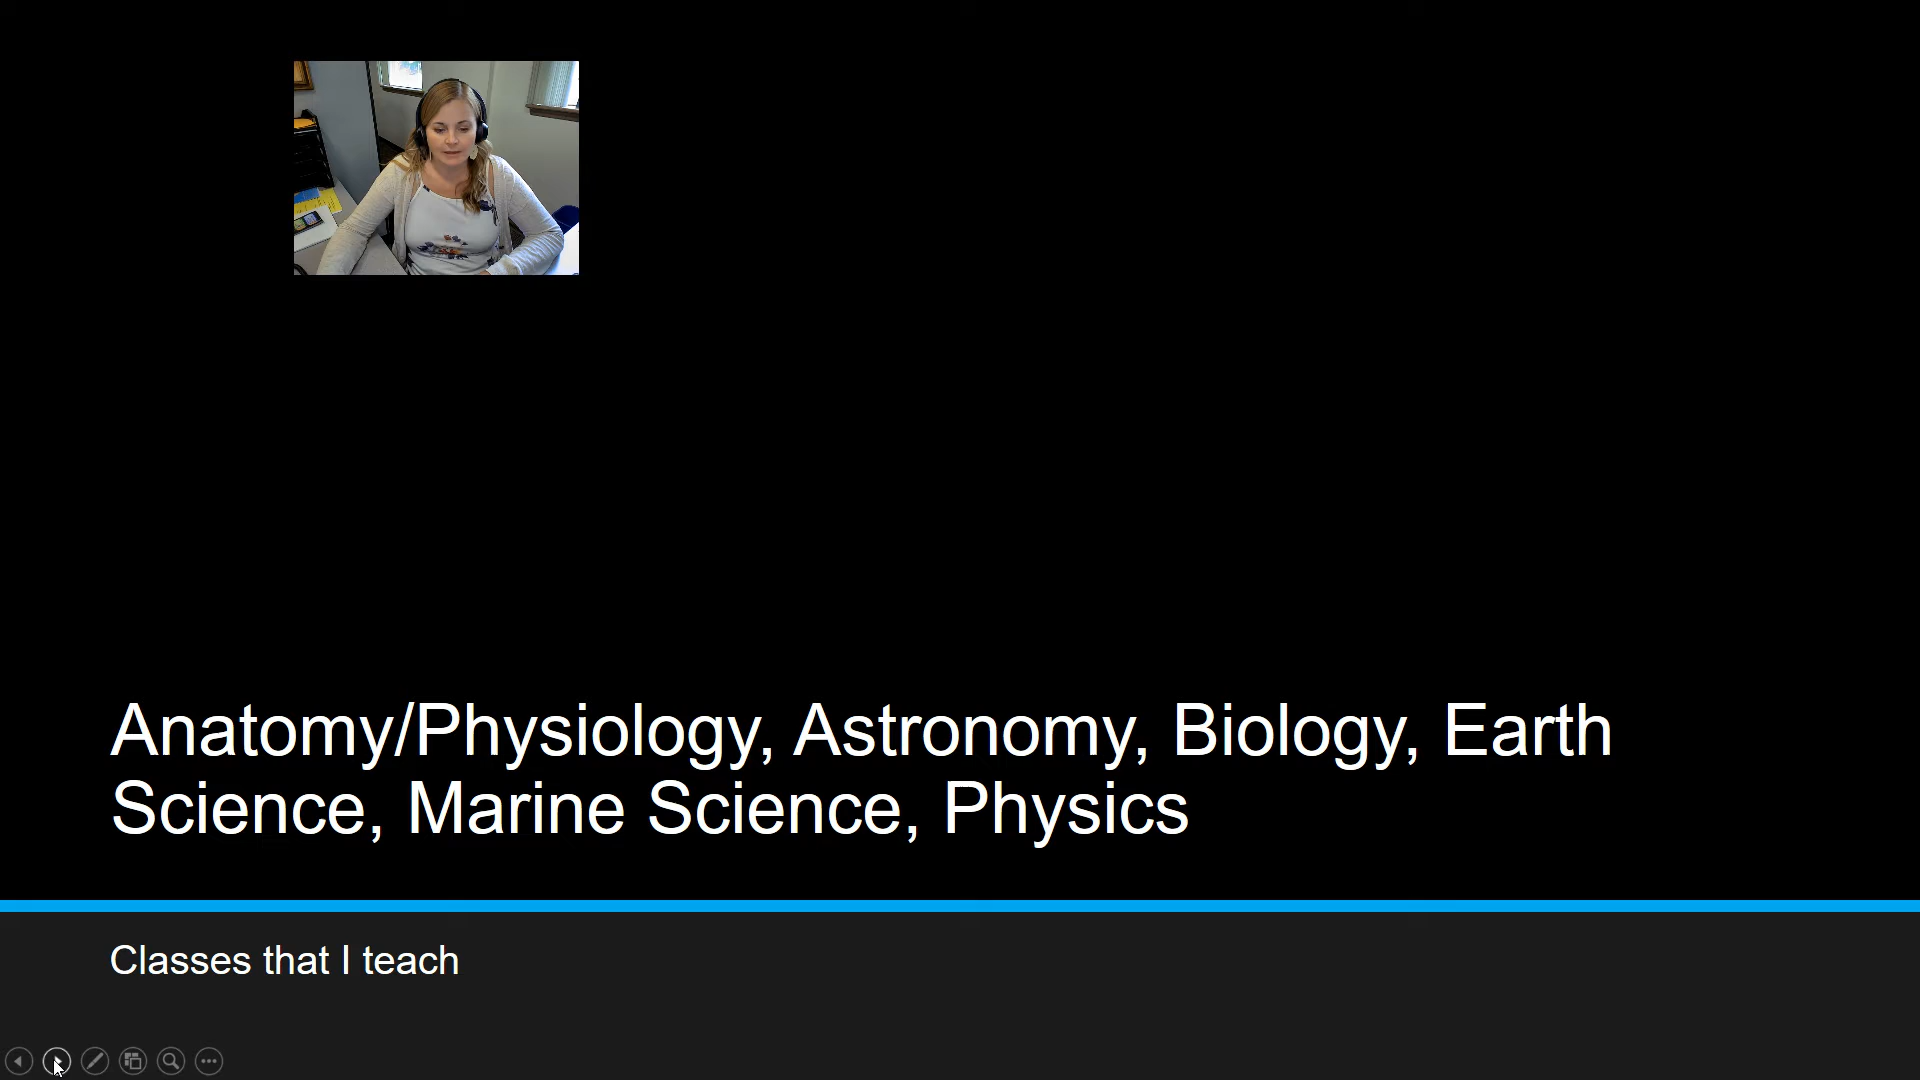 Anatomy/Physiology, Astronomy, Biology, Earth
Science, Marine Science, Physics
Classes that I teach